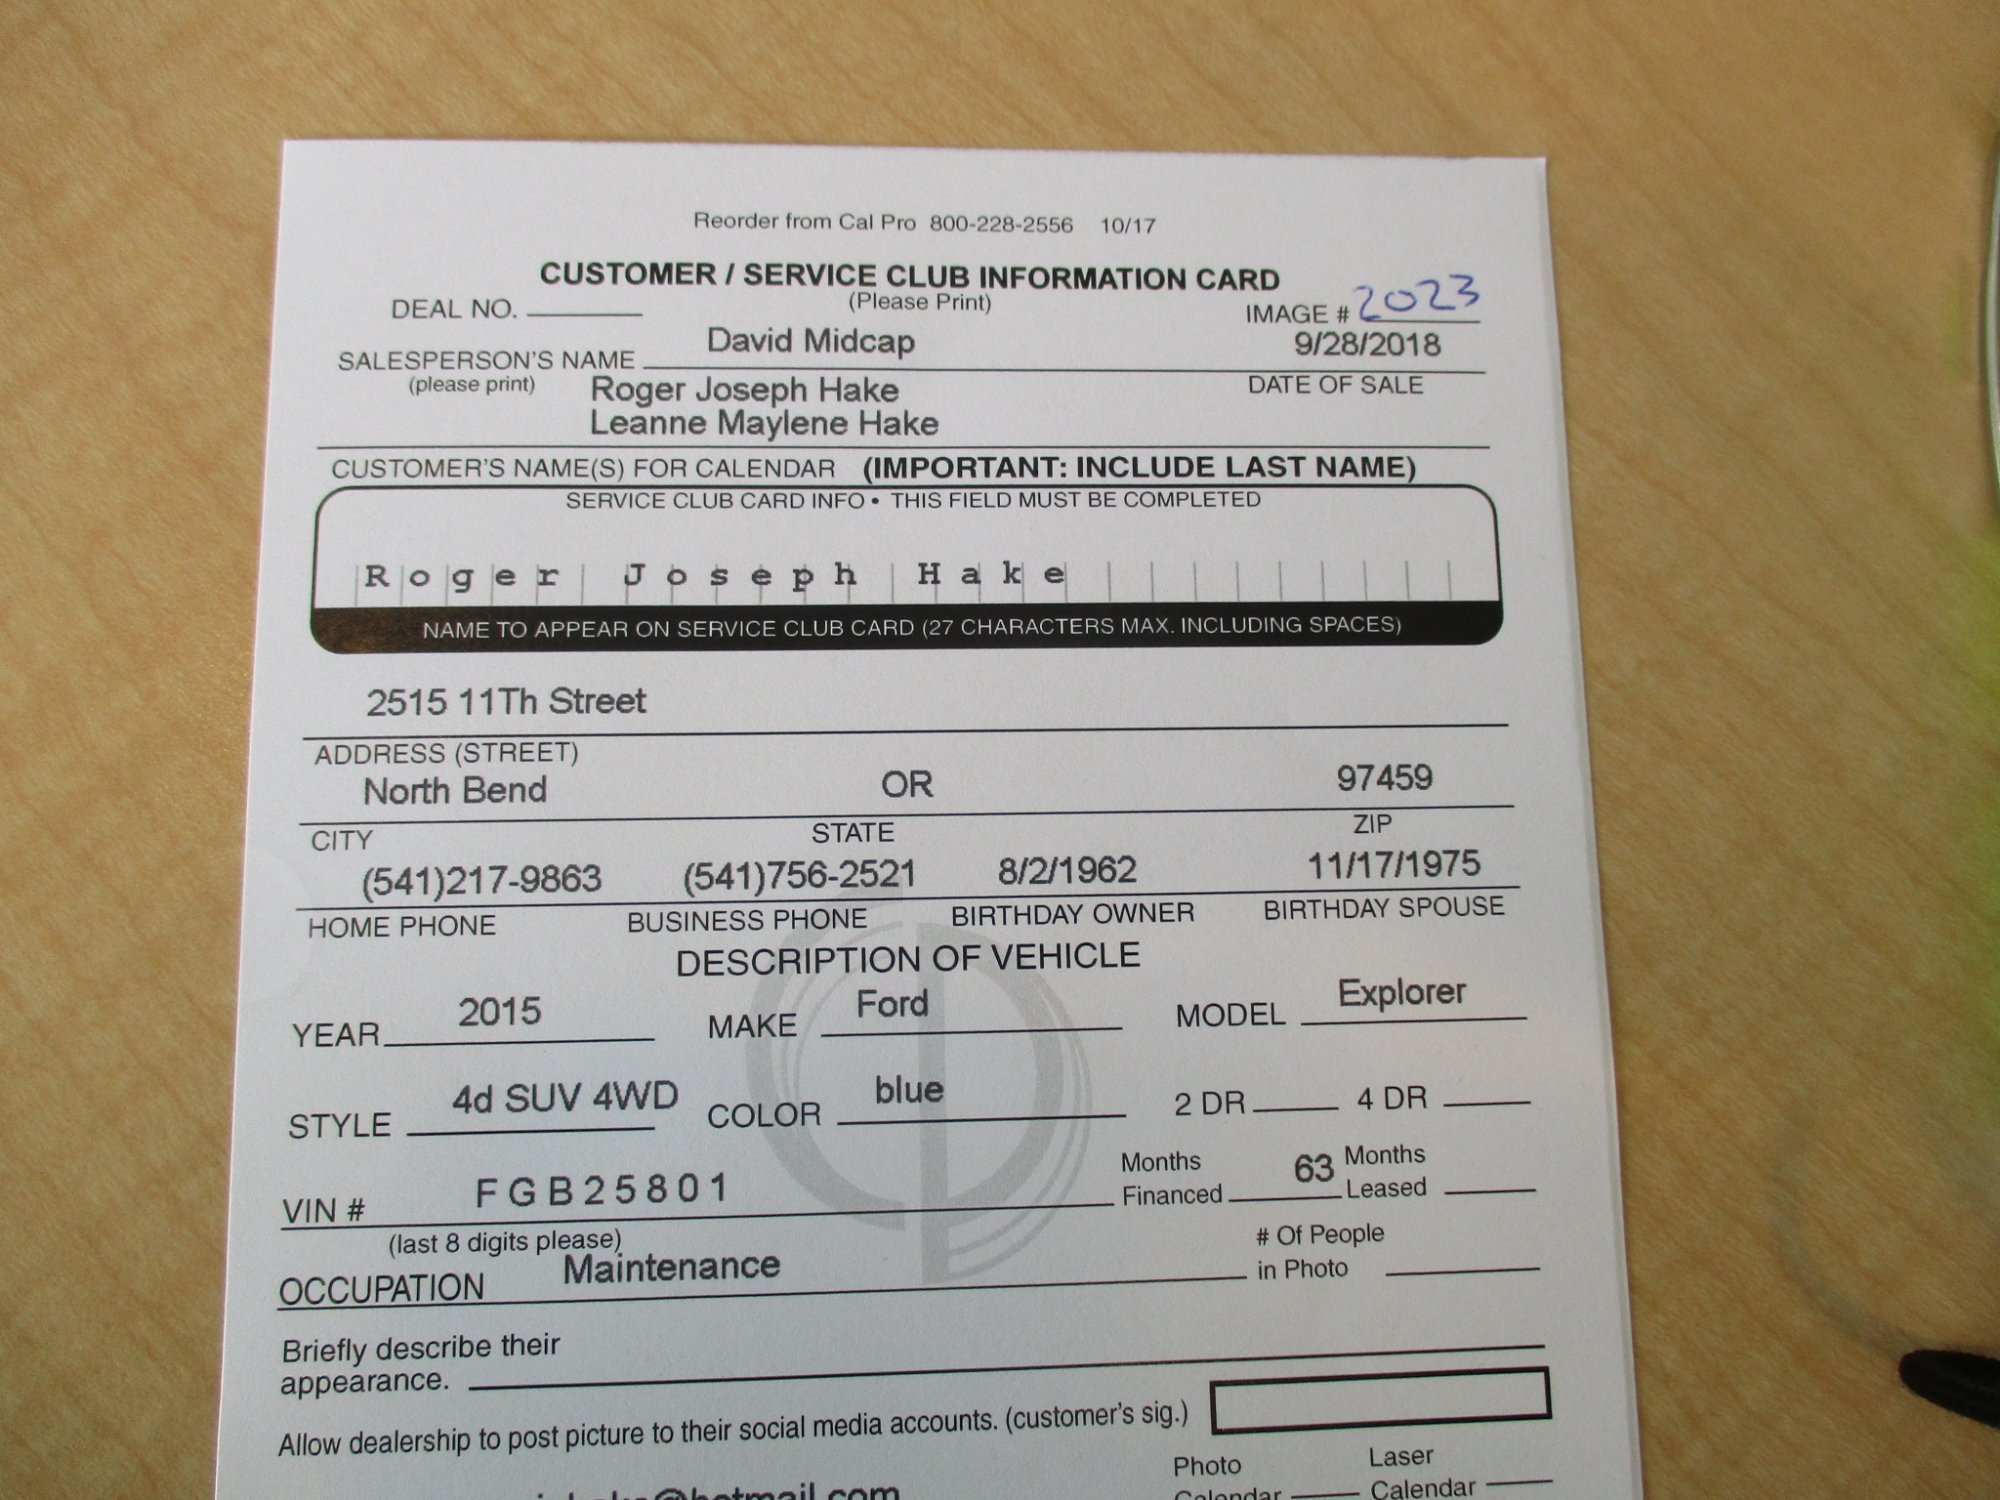 Reorder from Cal Pro 800-228-2556 10/17
CUSTOMER / SERVICE CLUB INFORMATION CARD
(Please Print)
DEAL NO. IMAGE # 2023
David Midcap 9/28/2018
SALESPERSON'S NAME
(please print) DATE OF SALE
Roger Joseph Hake
Leanne Maylene Hake
CUSTOMER'S NAME(S) FOR CALENDAR (IMPORTANT: INCLUDE LAST NAME)
SERVICE CLUB CARD INFO • THIS FIELD MUST BE COMPLETED
Roger Joseph Hake
NAME TO APPEAR ON SERVICE CLUB CARD (27 CHARACTERS MAX. INCLUDING SPACES)
2515 11Th Street
ADDRESS (STREET)
North Bend OR 97459
CITY STATE ZIP
(541)217-9863 (541)756-2521 8/2/1962 11/17/1975
HOME PHONE BUSINESS PHONE BIRTHDAY OWNER BIRTHDAY SPOUSE
DESCRIPTION OF VEHICLE
YEAR 2015 MAKE Ford MODEL Explorer
STYLE 4d SUV 4WD COLOR blue 2 DR 4 DR
VIN # FGB25801 Months Financed 63 Months Leased
(last 8 digits please)
OCCUPATION Maintenance # Of People in Photo
Briefly describe their
appearance.
Allow dealership to post picture to their social media accounts. (customer's sig.)
Photo Laser
Calendar Calendar